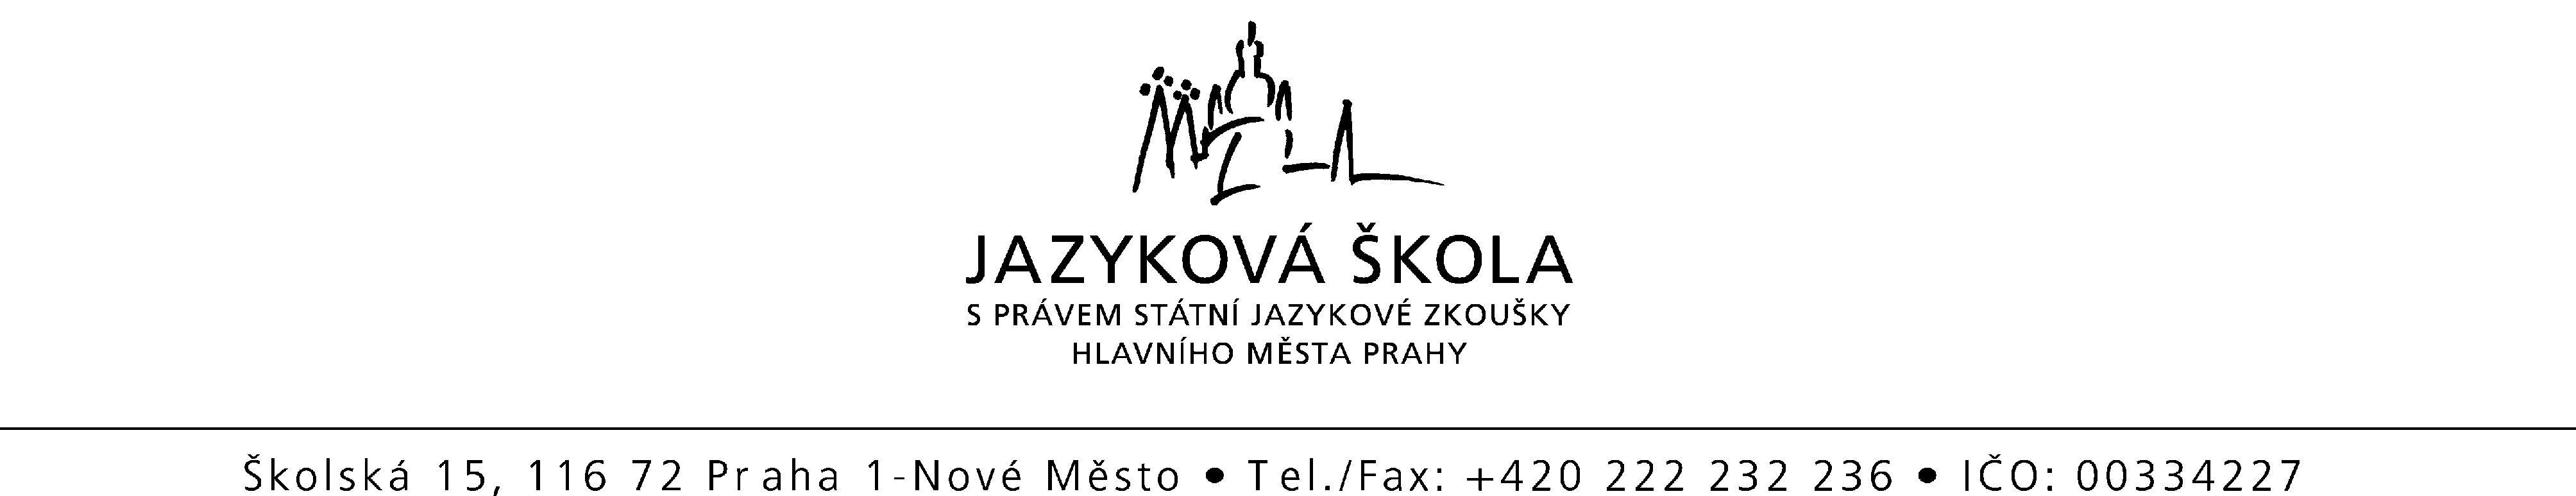 JAZYKOVÁ ŠKOLA
S PRÁVEM STÁTNÍ JAZYKOVÉ ZKOUŠKY
HLAVNÍHO MĚSTA PRAHY
Školská 15, 116 72 Praha 1-Nové Město • Tel./Fax: +420 222 232 236 • IČO: 00334227